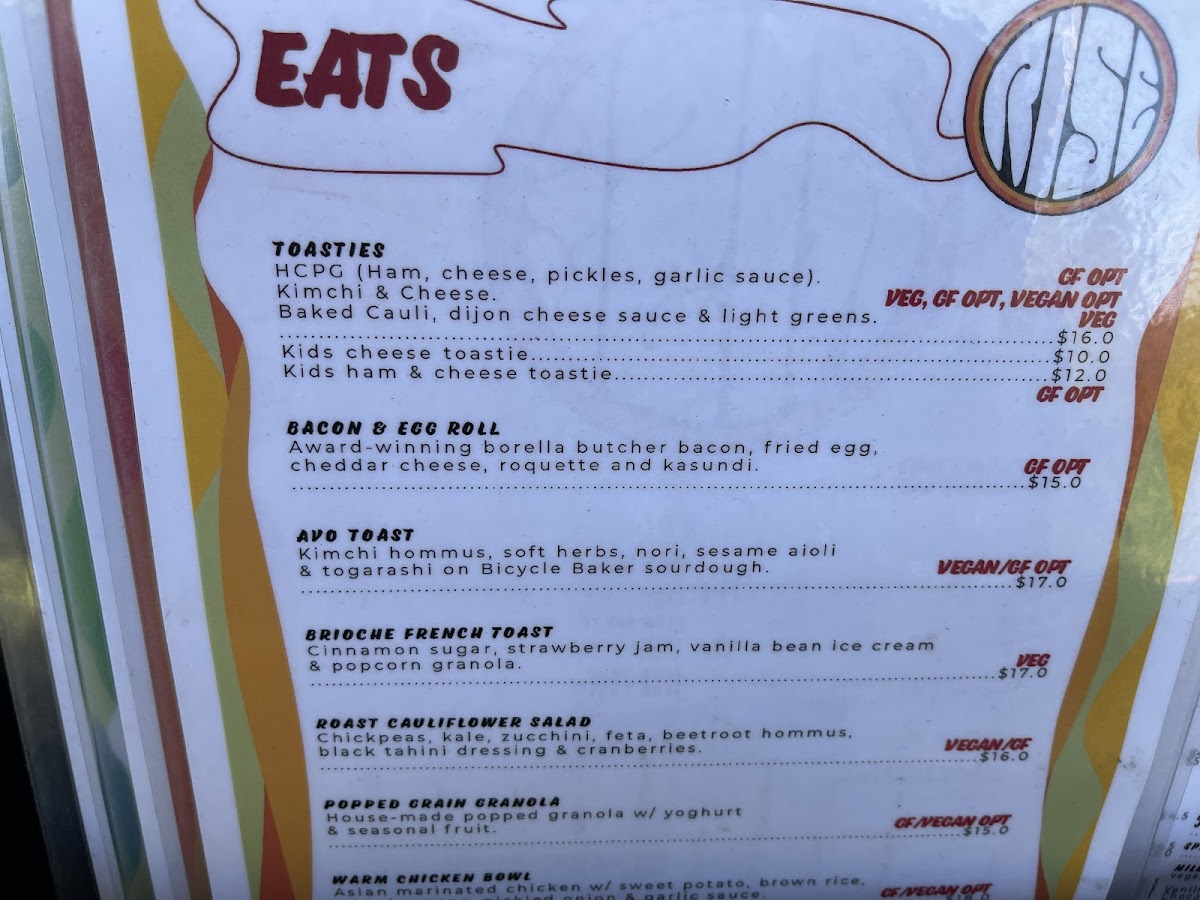 EATS
RISE
TOASTIES
HCPG (Ham, cheese, pickles, garlic sauce).
GF OPT
Kimchi & Cheese.
VEG, GF OPT, VEGAN OPT
Baked Cauli, dijon cheese sauce & light greens.
VEG
$16.0
Kids cheese toastie $10.0
Kids ham & cheese toastie $12.0
GF OPT
BACON & EGG ROLL
Award-winning borella butcher bacon, fried egg,
cheddar cheese, roquette and kasundi.
GF OPT
$15.0
AVO TOAST
Kimchi hommus, soft herbs, nori, sesame aioli
& togarashi on Bicycle Baker sourdough.
VEGAN/GF OPT
$17.0
BRIOCHE FRENCH TOAST
Cinnamon sugar, strawberry jam, vanilla bean ice cream
& popcorn granola.
VEG
$17.0
ROAST CAULIFLOWER SALAD
Chickpeas, kale, zucchini, feta, beetroot hommus,
black tahini dressing & cranberries.
VEGAN/GF
$16.0
POPPED GRAIN GRANOLA
House-made popped granola w/ yoghurt
& seasonal fruit.
GF/VEGAN OPT
$15.0
WARM CHICKEN BOWL
Asian marinated chicken w/ sweet potato, brown rice,
pickled onion & garlic sauce.
GF/VEGAN OPT
$18.0